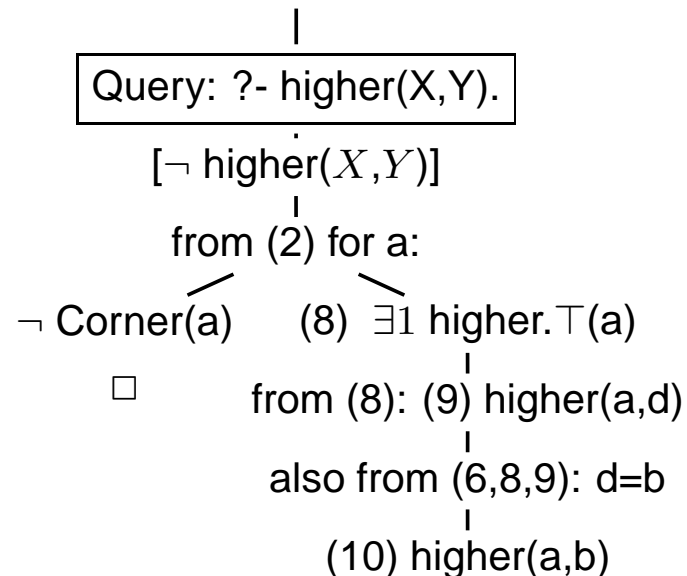 Query: ?- higher(X,Y).
[¬ higher(X,Y)]
from (2) for a:
¬ Corner(a) (8) ∃1 higher.⊤(a)
□ from (8): (9) higher(a,d)
also from (6,8,9): d=b
(10) higher(a,b)